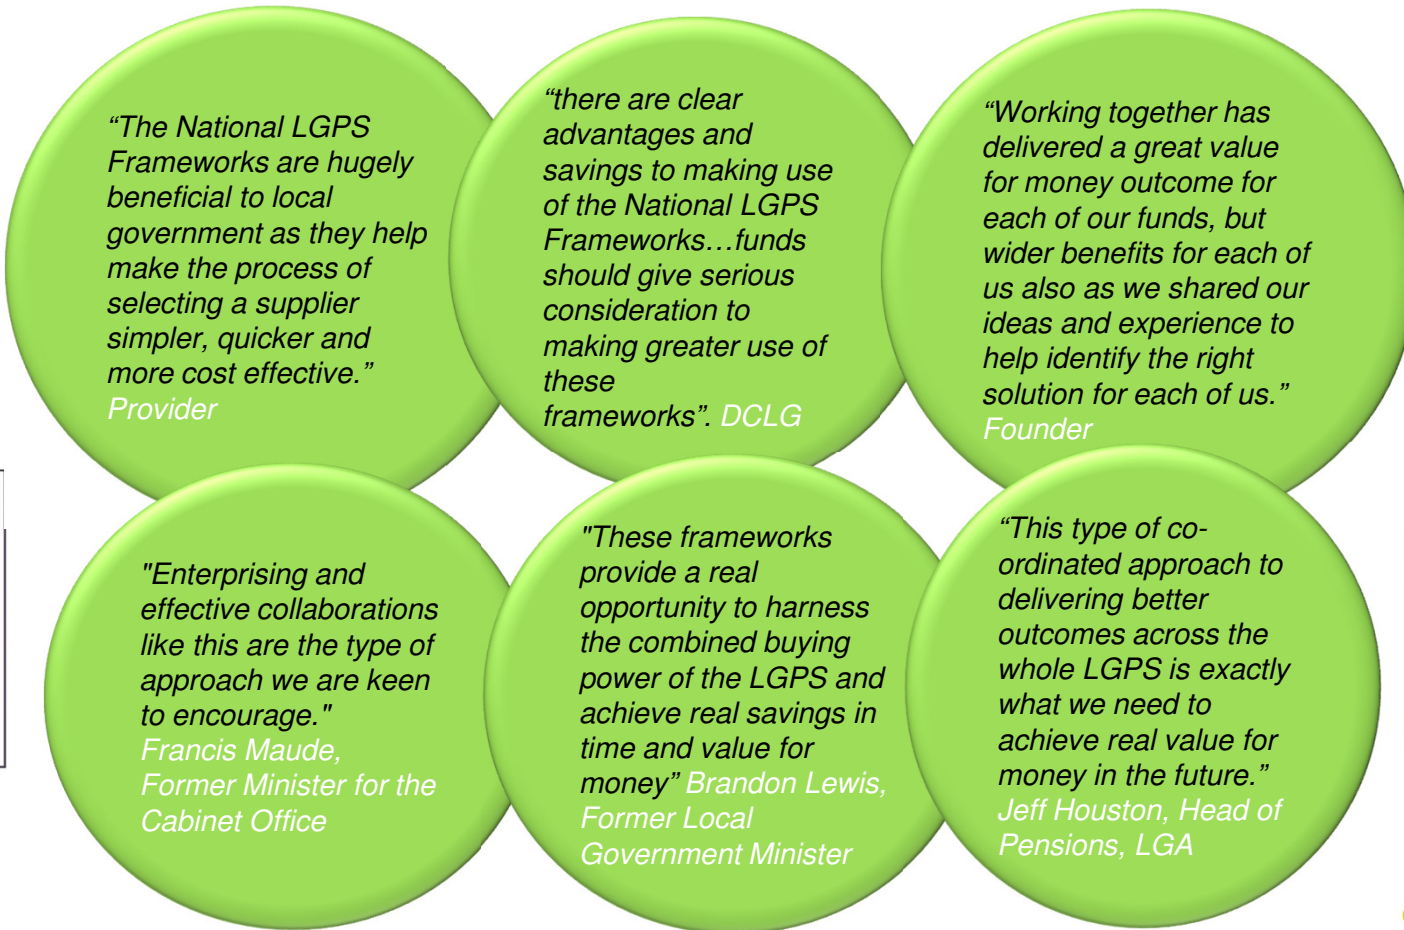 “The National LGPS
Frameworks are hugely
beneficial to local
government as they help
make the process of
selecting a supplier
simpler, quicker and
more cost effective.”
Provider
“there are clear
advantages and
savings to making use
of the National LGPS
Frameworks…funds
should give serious
consideration to
making greater use of
these
frameworks”. DCLG
“Working together has
delivered a great value
for money outcome for
each of our funds, but
wider benefits for each of
us also as we shared our
ideas and experience to
help identify the right
solution for each of us.”
Founder
"Enterprising and
effective collaborations
like this are the type of
approach we are keen
to encourage."
Francis Maude,
Former Minister for the
Cabinet Office
"These frameworks
provide a real
opportunity to harness
the combined buying
power of the LGPS and
achieve real savings in
time and value for
money” Brandon Lewis,
Former Local
Government Minister
“This type of co-
ordinated approach to
delivering better
outcomes across the
whole LGPS is exactly
what we need to
achieve real value for
money in the future.”
Jeff Houston, Head of
Pensions, LGA